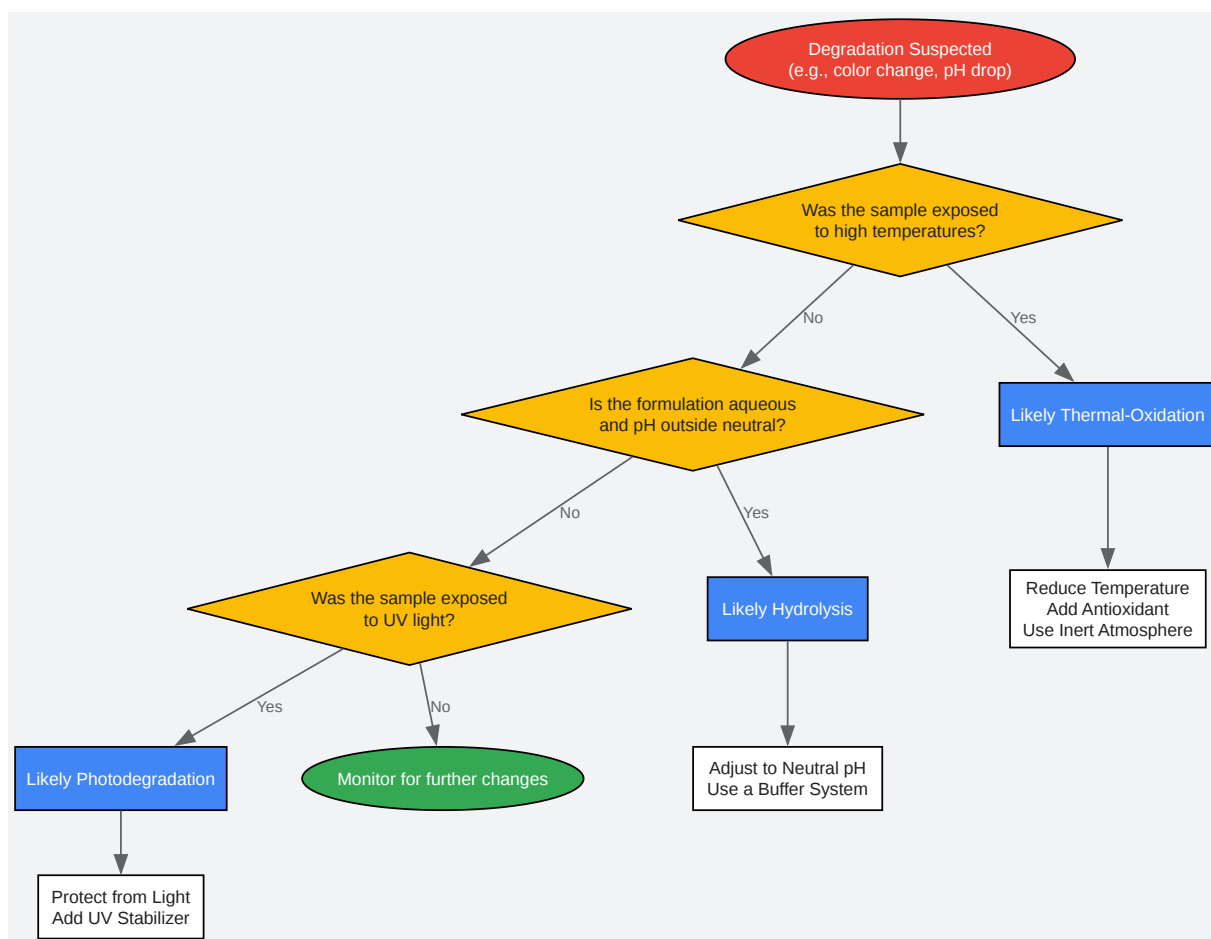 Degradation Suspected
(e.g., color change, pH drop)
Was the sample exposed
to high temperatures?
No
Yes
Is the formulation aqueous
and pH outside neutral?
Likely Thermal-Oxidation
No
Yes
Reduce Temperature
Add Antioxidant
Use Inert Atmosphere
Was the sample exposed
to UV light?
Likely Hydrolysis
Yes
No
Likely Photodegradation
Monitor for further changes
Adjust to Neutral pH
Use a Buffer System
Protect from Light
Add UV Stabilizer